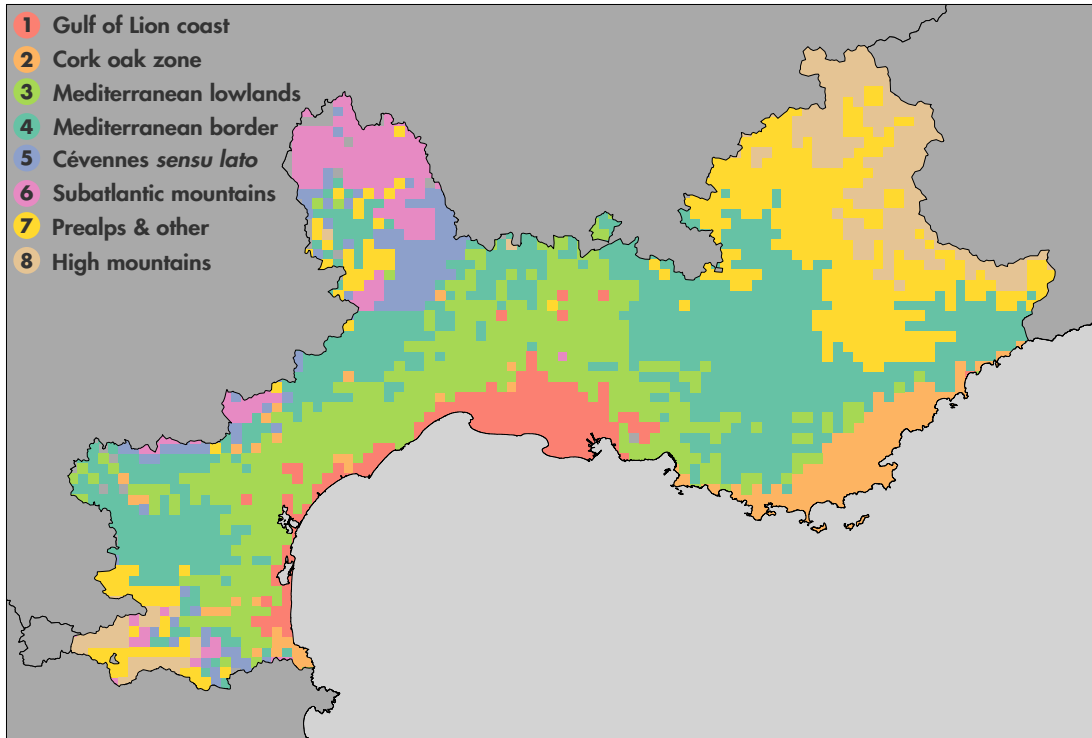 1 Gulf of Lion coast
2 Cork oak zone
3 Mediterranean lowlands
4 Mediterranean border
5 Cévennes sensu lato
6 Subatlantic mountains
7 Prealps & other
8 High mountains